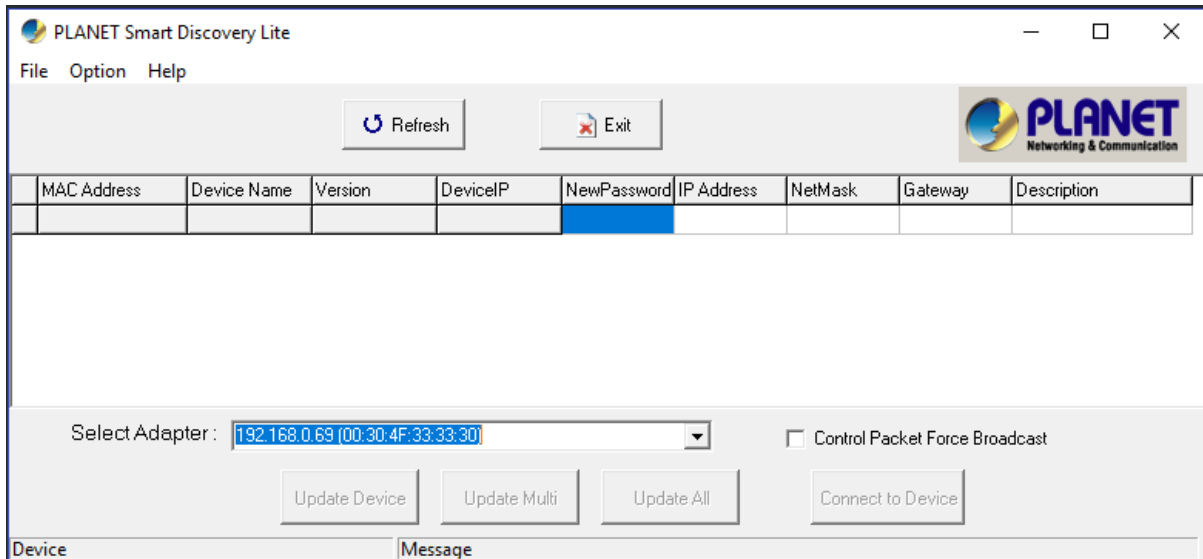 PLANET Smart Discovery Lite
File Option Help
Refresh Exit
PLANET
Networking & Communication
MAC Address Device Name Version DeviceIP NewPassword IP Address NetMask Gateway Description
Select Adapter : 192.168.0.69 (00:30:4F:33:33:30) Control Packet Force Broadcast
Update Device Update Multi Update All Connect to Device
Device Message